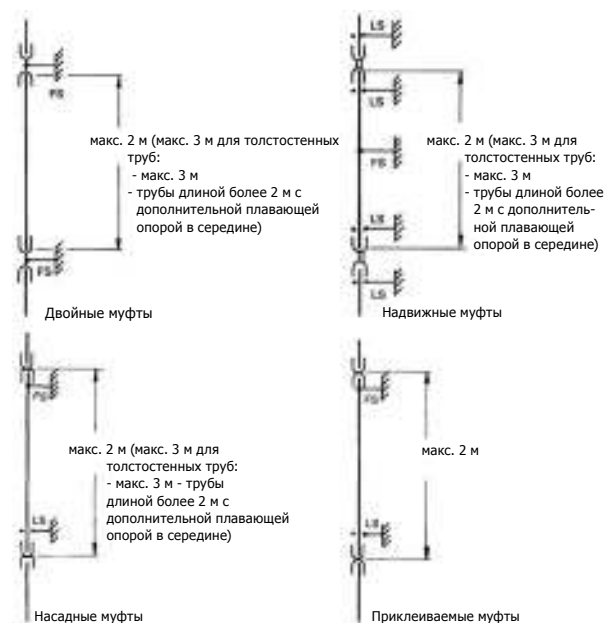 FS
макс. 2 м (макс. 3 м для толстостенных
труб:
- макс. 3 м
- трубы длиной более 2 м с
дополнительной плавающей
опорой в середине)
FS
Двойные муфты
LS
LS
FS
LS
LS
макс. 2 м (макс. 3 м для
толстостенных труб:
- макс. 3 м
- трубы длиной более
2 м с дополнитель-
ной плавающей
опорой в середине)
Надвижные муфты
FS
макс. 2 м (макс. 3 м для
толстостенных труб:
- макс. 3 м - трубы
длиной более 2 м с
дополнительной плавающей
опорой в середине)
LS
Насадные муфты
FS
макс. 2 м
LS
Приклеиваемые муфты